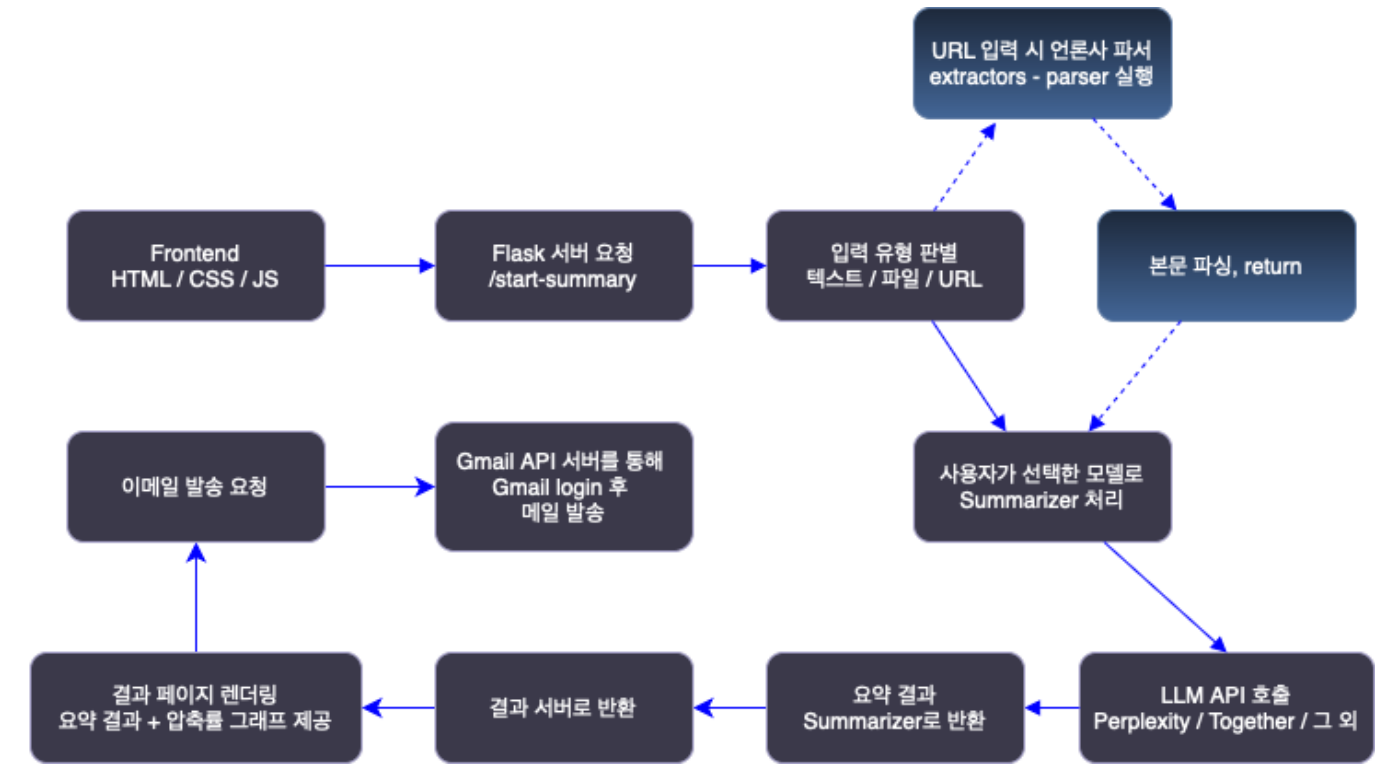 URL 입력 시 언론사 파서
extractors - parser 실행
Frontend
HTML / CSS / JS
Flask 서버 요청
/start-summary
입력 유형 판별
텍스트 / 파일 / URL
본문 파싱, return
이메일 발송 요청
Gmail API 서버를 통해
Gmail login 후
메일 발송
사용자가 선택한 모델로
Summarizer 처리
결과 페이지 렌더링
요약 결과 + 압축률 그래프 제공
결과 서버로 반환
요약 결과
Summarizer로 반환
LLM API 호출
Perplexity / Together / 그 외